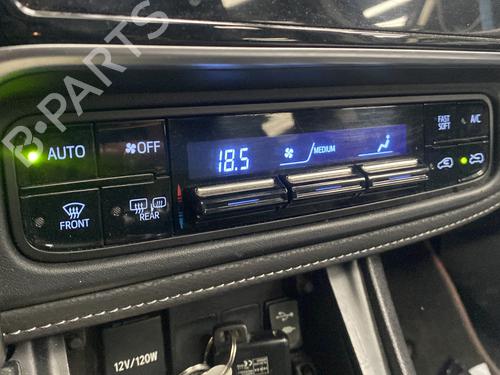 B-PARTS
AUTO
OFF
18.5
MEDIUM
FAST
SOFT
A/C
FRONT
REAR
12V/120W